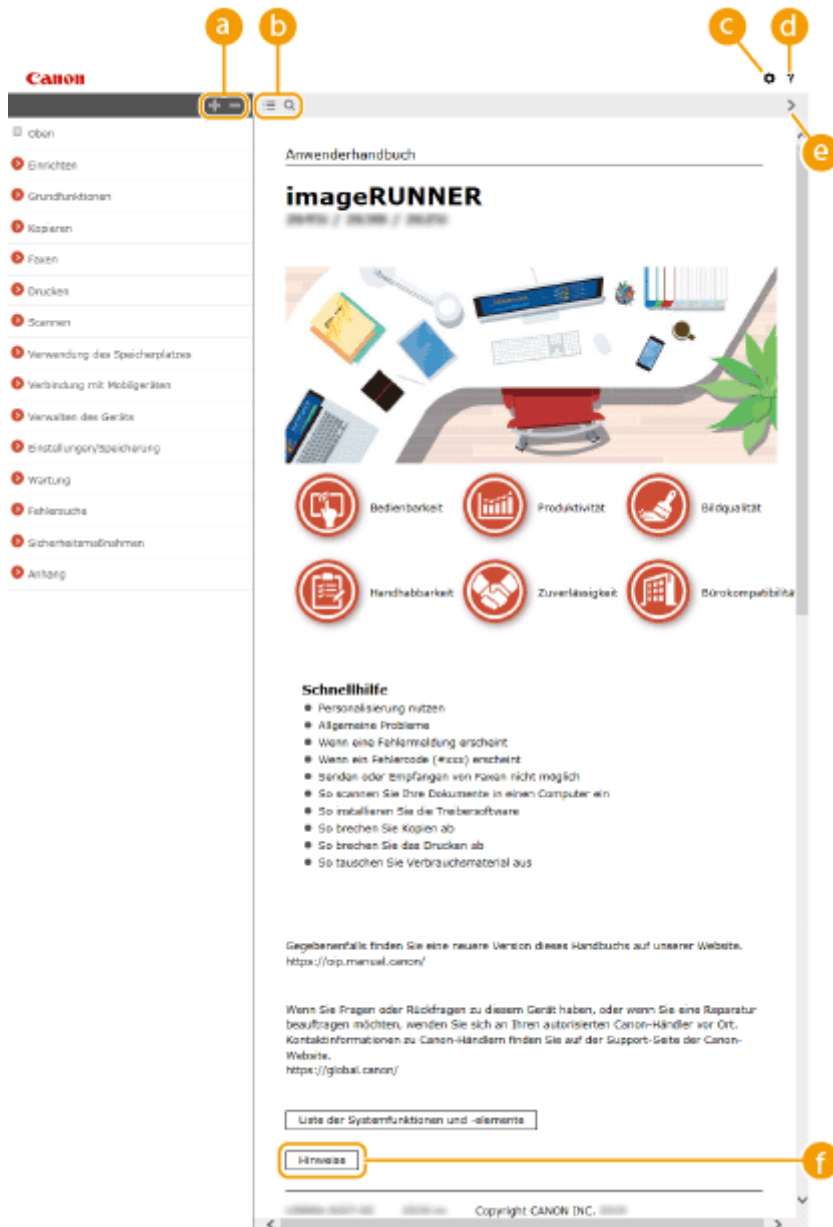 a b c d
Canon
e
Oben
Einrichten
Grundfunktionen
Kopieren
Faxen
Drucken
Scannen
Verwendung des Speicherplatzes
Verbindung mit Mobilgeräten
Verwalten des Geräts
Einstellungen/Speicherung
Wartung
Fehlersuche
Sicherheitsmaßnahmen
Anhang
Anwenderhandbuch
imageRUNNER
Bedienbarkeit Produktivität Bildqualität
Handhabbarkeit Zuverlässigkeit Bürokompatibilitä
Schnellhilfe
Personalisierung nutzen
Allgemeine Probleme
Wenn eine Fehlermeldung erscheint
Wenn ein Fehlercode (#xxx) erscheint
Senden oder Empfangen von Faxen nicht möglich
So scannen Sie Ihre Dokumente in einen Computer ein
So installieren Sie die Treibersoftware
So brechen Sie Kopien ab
So brechen Sie das Drucken ab
So tauschen Sie Verbrauchsmaterial aus
Gegebenenfalls finden Sie eine neuere Version dieses Handbuchs auf unserer Website.
https://oip.manual.canon/
Wenn Sie Fragen oder Rückfragen zu diesem Gerät haben, oder wenn Sie eine Reparatur
beauftragen möchten, wenden Sie sich an Ihren autorisierten Canon-Händler vor Ort.
Kontaktinformationen zu Canon-Händlern finden Sie auf der Support-Seite der Canon-
Website.
https://global.canon/
Liste der Systemfunktionen und -elemente
Hinweise
f
Copyright CANON INC.